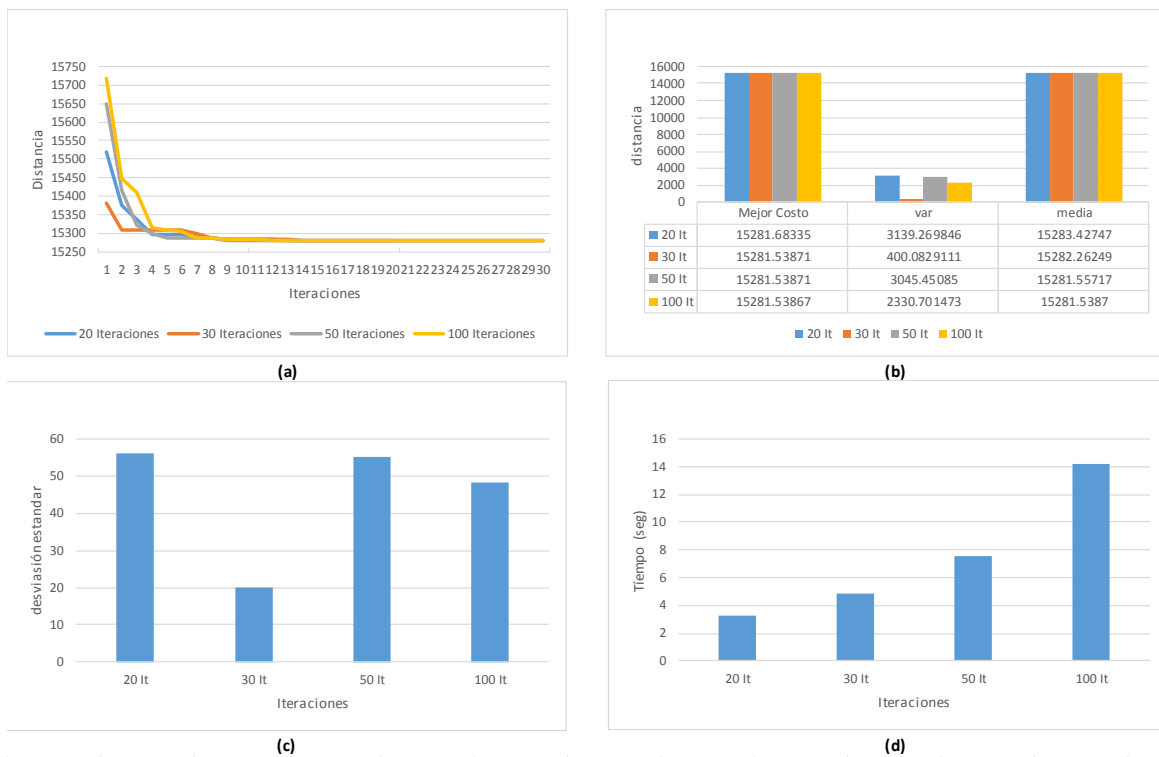 15750
15700
15650
15600
15550
15500
15450
15400
15350
15300
15250
Distancia
1 2 3 4 5 6 7 8 9 10 11 12 13 14 15 16 17 18 19 20 21 22 23 24 25 26 27 28 29 30
Iteraciones
20 Iteraciones 30 Iteraciones 50 Iteraciones 100 Iteraciones
(a)
16000
14000
12000
10000
8000
6000
4000
2000
0
distancia
Mejor Costo var media
20 It 15281.68335 3139.269846 15283.42747
30 It 15281.53871 400.0829111 15282.26249
50 It 15281.53871 3045.45085 15281.55717
100 It 15281.53867 2330.701473 15281.5387
20 It 30 It 50 It 100 It
(b)
60
50
40
30
20
10
0
desviasión estandar
20 It 30 It 50 It 100 It
Iteraciones
(c)
16
14
12
10
8
6
4
2
0
Tíempo (seg)
20 It 30 It 50 It 100 It
Iteraciones
(d)